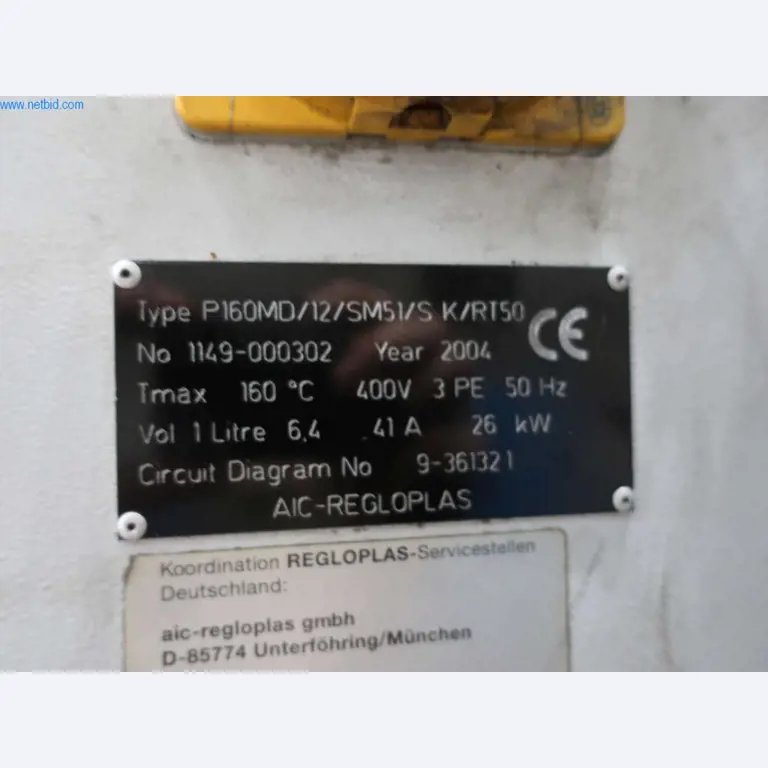 www.netbid.com
Type P160MD/12/SM51/S K/RT50 CE
No 1149-000302 Year 2004
Tmax 160 °C 400V 3 PE 50 Hz
Vol 1 Litre 6,4 41 A 26 kW
Circuit Diagram No 9-361321
AIC-REGLOPLAS
Koordination REGLOPLAS-Servicestellen
Deutschland:
aic-regloplas gmbh
D-85774 Unterföhring/München